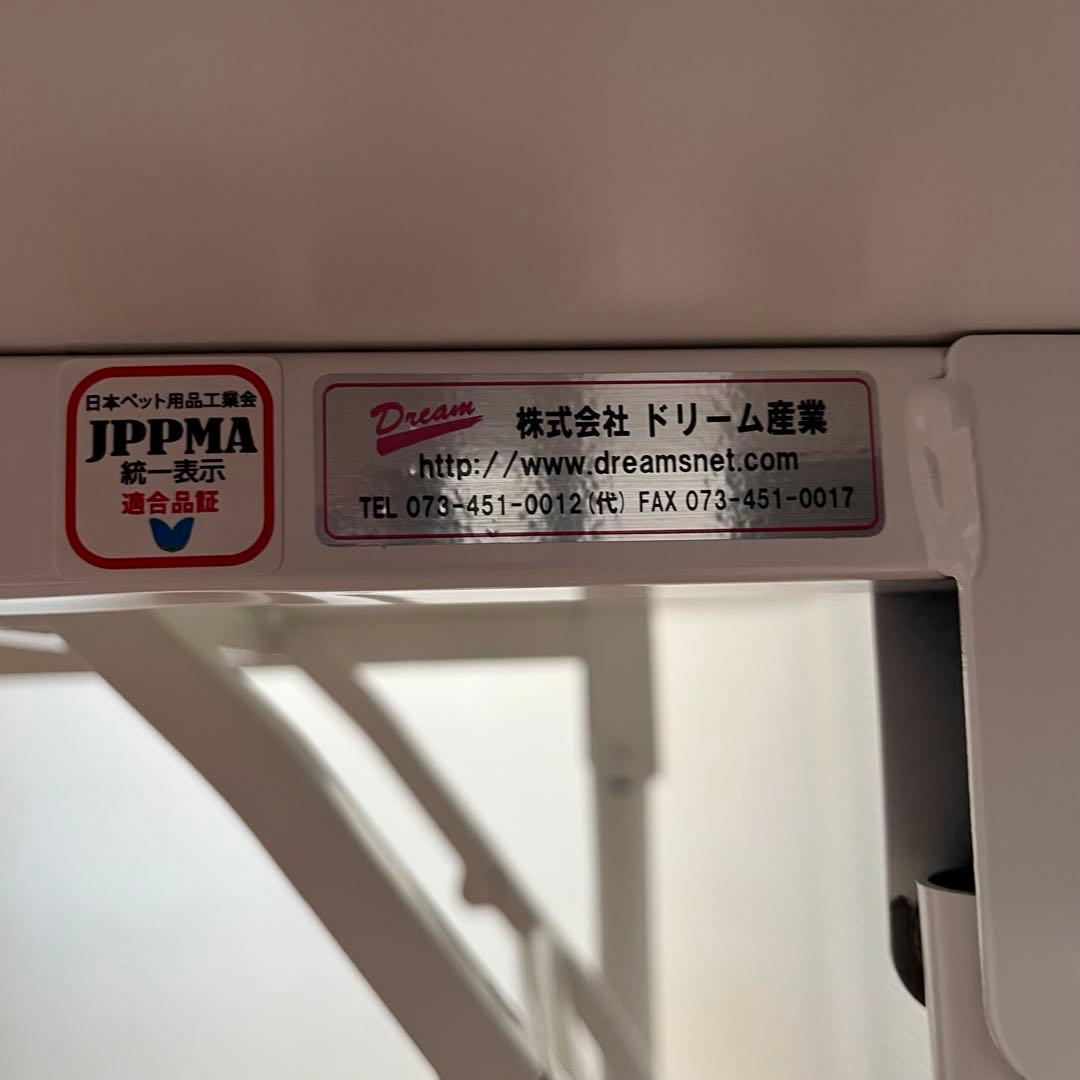 日本ペット用品工業会
JPPMA
統一表示
適合品証
Dream 株式会社 ドリーム産業
http://www.dreamsnet.com
TEL 073-451-0012(代) FAX 073-451-0017